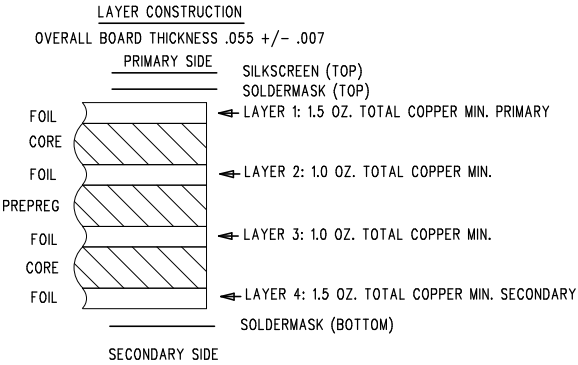 LAYER CONSTRUCTION
OVERALL BOARD THICKNESS .055 +/- .007
PRIMARY SIDE
SILKSCREEN (TOP)
SOLDERMASK (TOP)
FOIL
LAYER 1: 1.5 OZ. TOTAL COPPER MIN. PRIMARY
CORE
FOIL
LAYER 2: 1.0 OZ. TOTAL COPPER MIN.
PREPREG
FOIL
LAYER 3: 1.0 OZ. TOTAL COPPER MIN.
CORE
FOIL
LAYER 4: 1.5 OZ. TOTAL COPPER MIN. SECONDARY
SOLDERMASK (BOTTOM)
SECONDARY SIDE